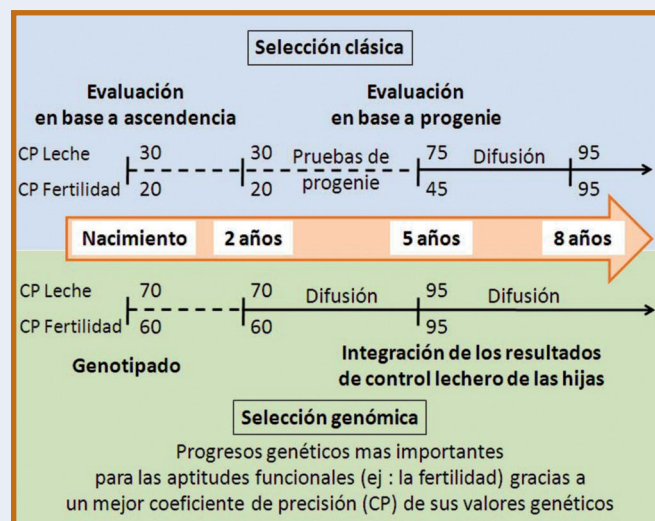 Selección clásica
Evaluación
en base a ascendencia
Evaluación
en base a progenie
CP Leche 30 30 Pruebas de 75 Difusión 95
CP Fertilidad 20 20 progenie 45 95
Nacimiento 2 años 5 años 8 años
CP Leche 70 70 Difusión 95 Difusión
CP Fertilidad 60 60 95
Genotipado
Integración de los resultados
de control lechero de las hijas
Selección genómica
Progresos genéticos mas importantes
para las aptitudes funcionales (ej : la fertilidad) gracias a
un mejor coeficiente de precisión (CP) de sus valores genéticos